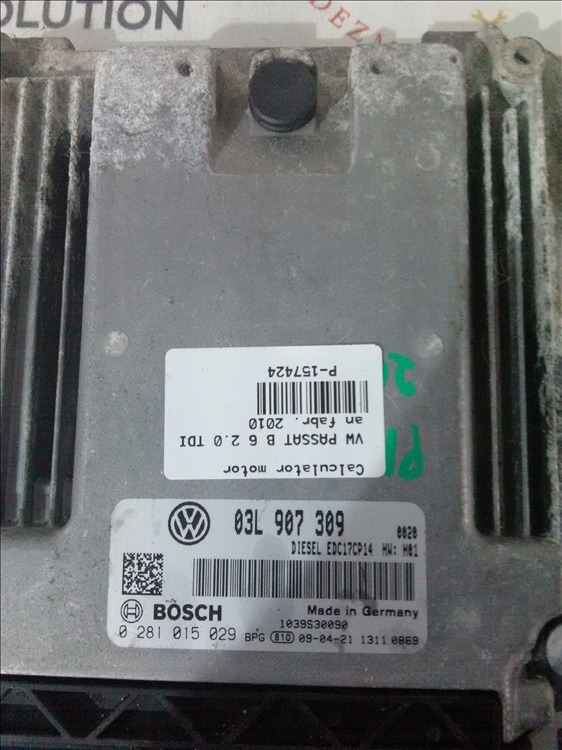 OLUTION
DEZM
Calculator motor
VW PASSAT B 6 2.0 TDI
an fabr. 2010
P-157424
03L 907 309
0020
DIESEL EDC17CP14 HW: H01
BOSCH
Made in Germany
1039S30090
0 281 015 029 BPG 810 09-04-21 1311 0869